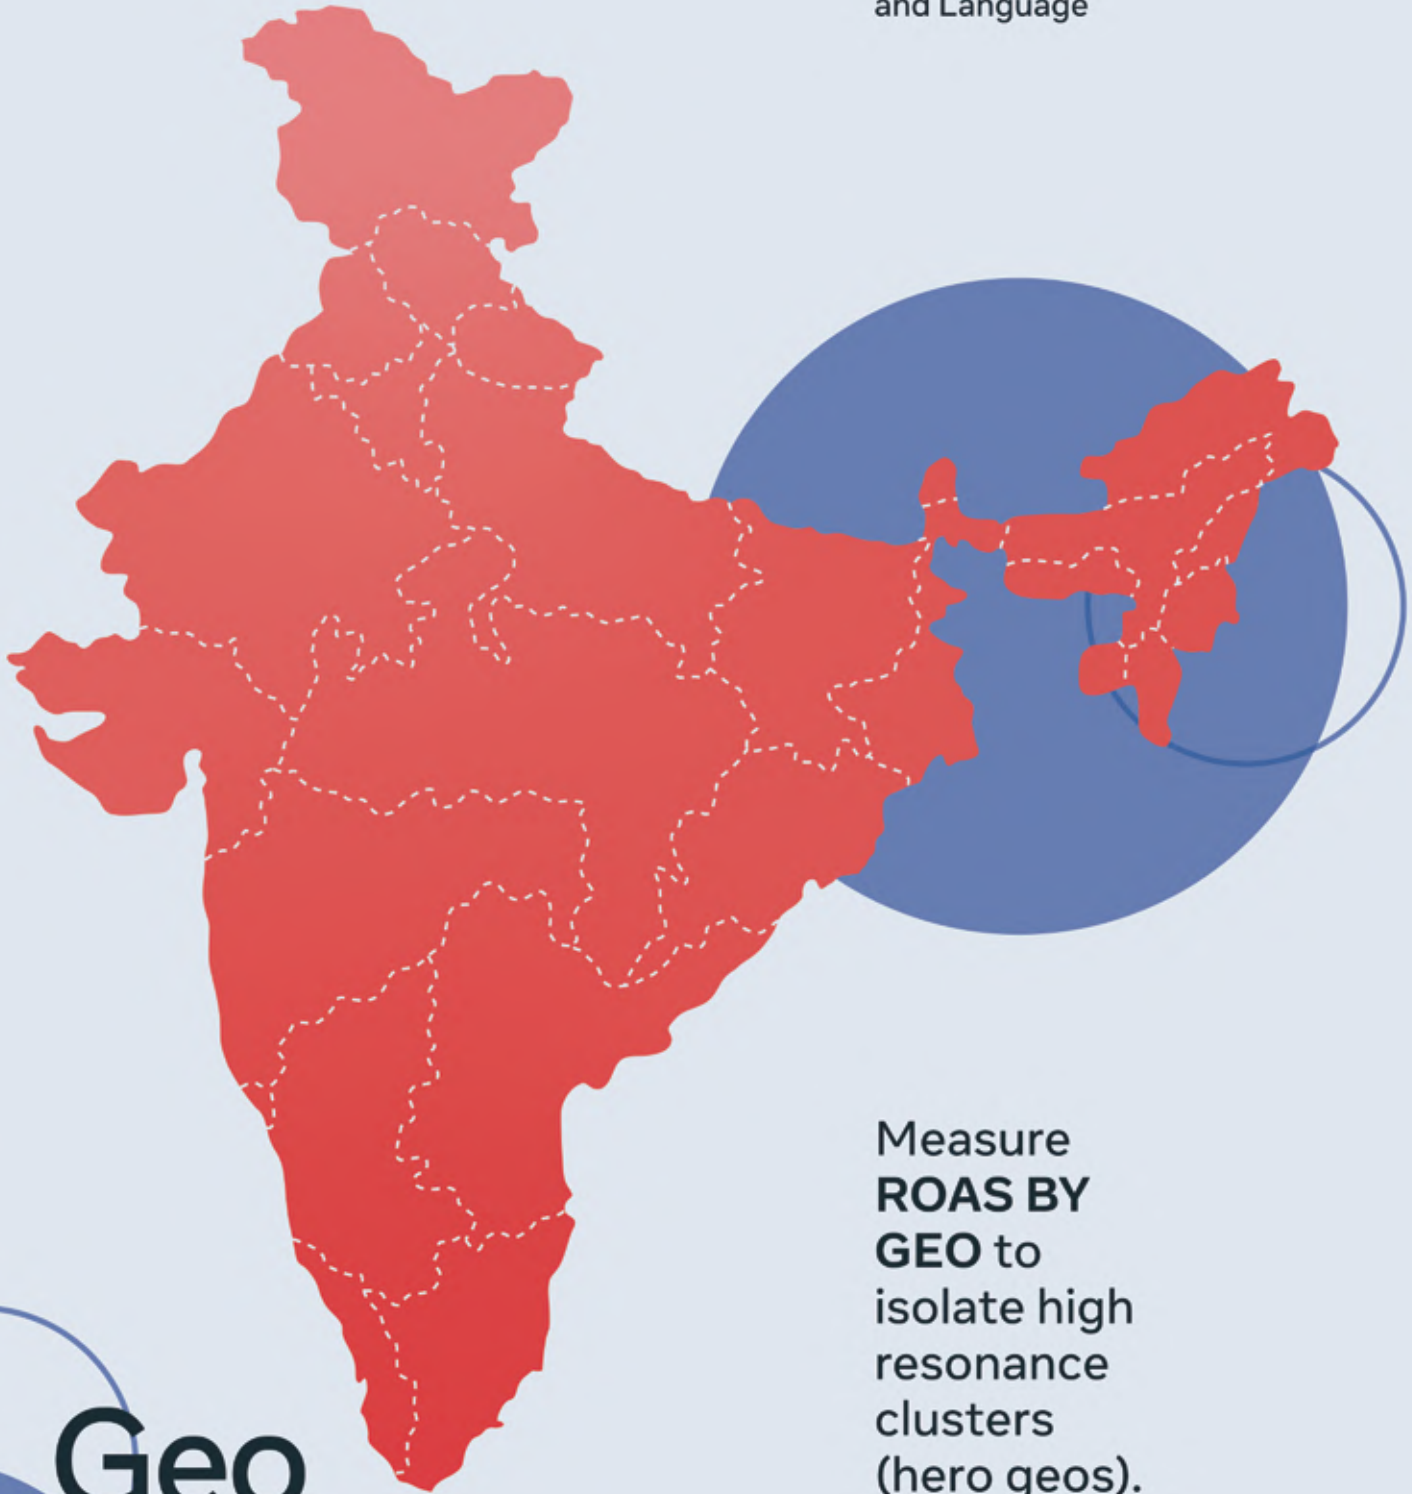 and Language
Measure
ROAS BY
GEO to
isolate high
resonance
clusters
(hero geos).
Geo